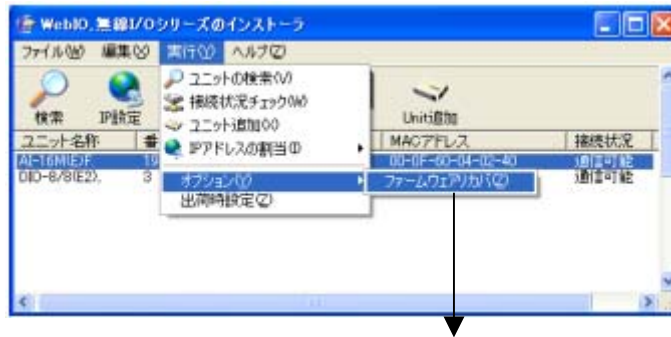 WebIO,無線I/Oシリーズのインストーラ
ファイル(W) 編集(X) 実行(Y) ヘルプ(Z)
検索 IP設定 Unit追加
ユニットの検索(V)
接続状況チェック(W)
ユニット追加(X)
IPアドレスの割当(I)
オプション(Y)
出荷時設定(Z)
ファームウェアリカバリ(Z)
ユニット名称 番 MACアドレス 接続状況
AI-16M(E)F. 19 00-0F-60-04-02-40 通信可能
DIO-8/8(E2), 3 通信可能